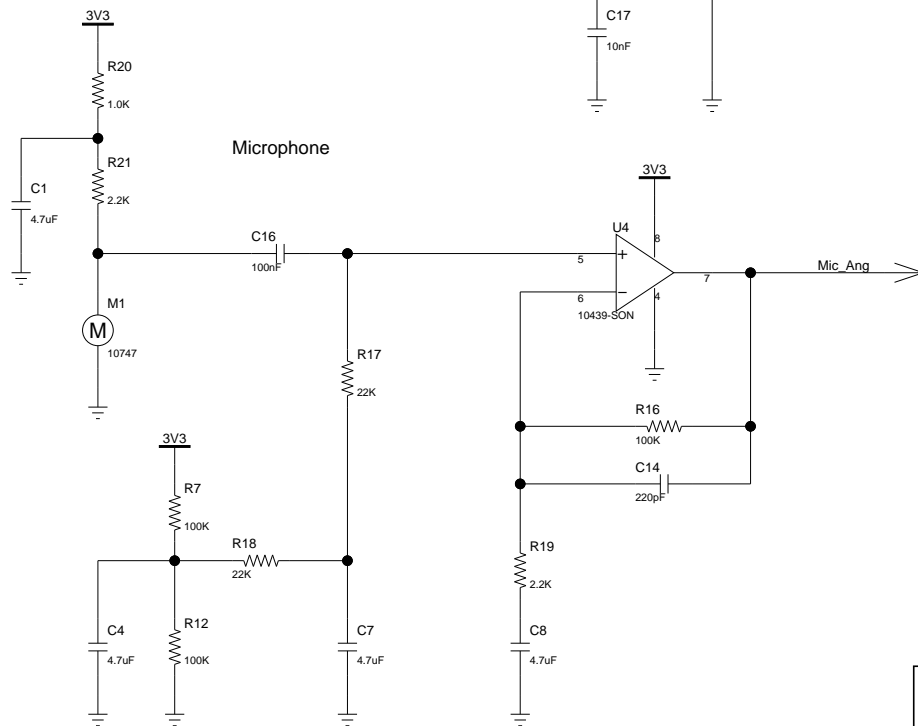 3V3
C17
10nF
R20
1.0K
Microphone
R21
2.2K
C1
4.7uF
3V3
U4
8
C16
100nF
5
+
7
Mic_Ang
6
−
4
10439-SON
M1
M
10747
R17
22K
R16
100K
3V3
C14
220pF
R7
100K
R18
22K
R19
2.2K
C4
4.7uF
R12
100K
C7
4.7uF
C8
4.7uF